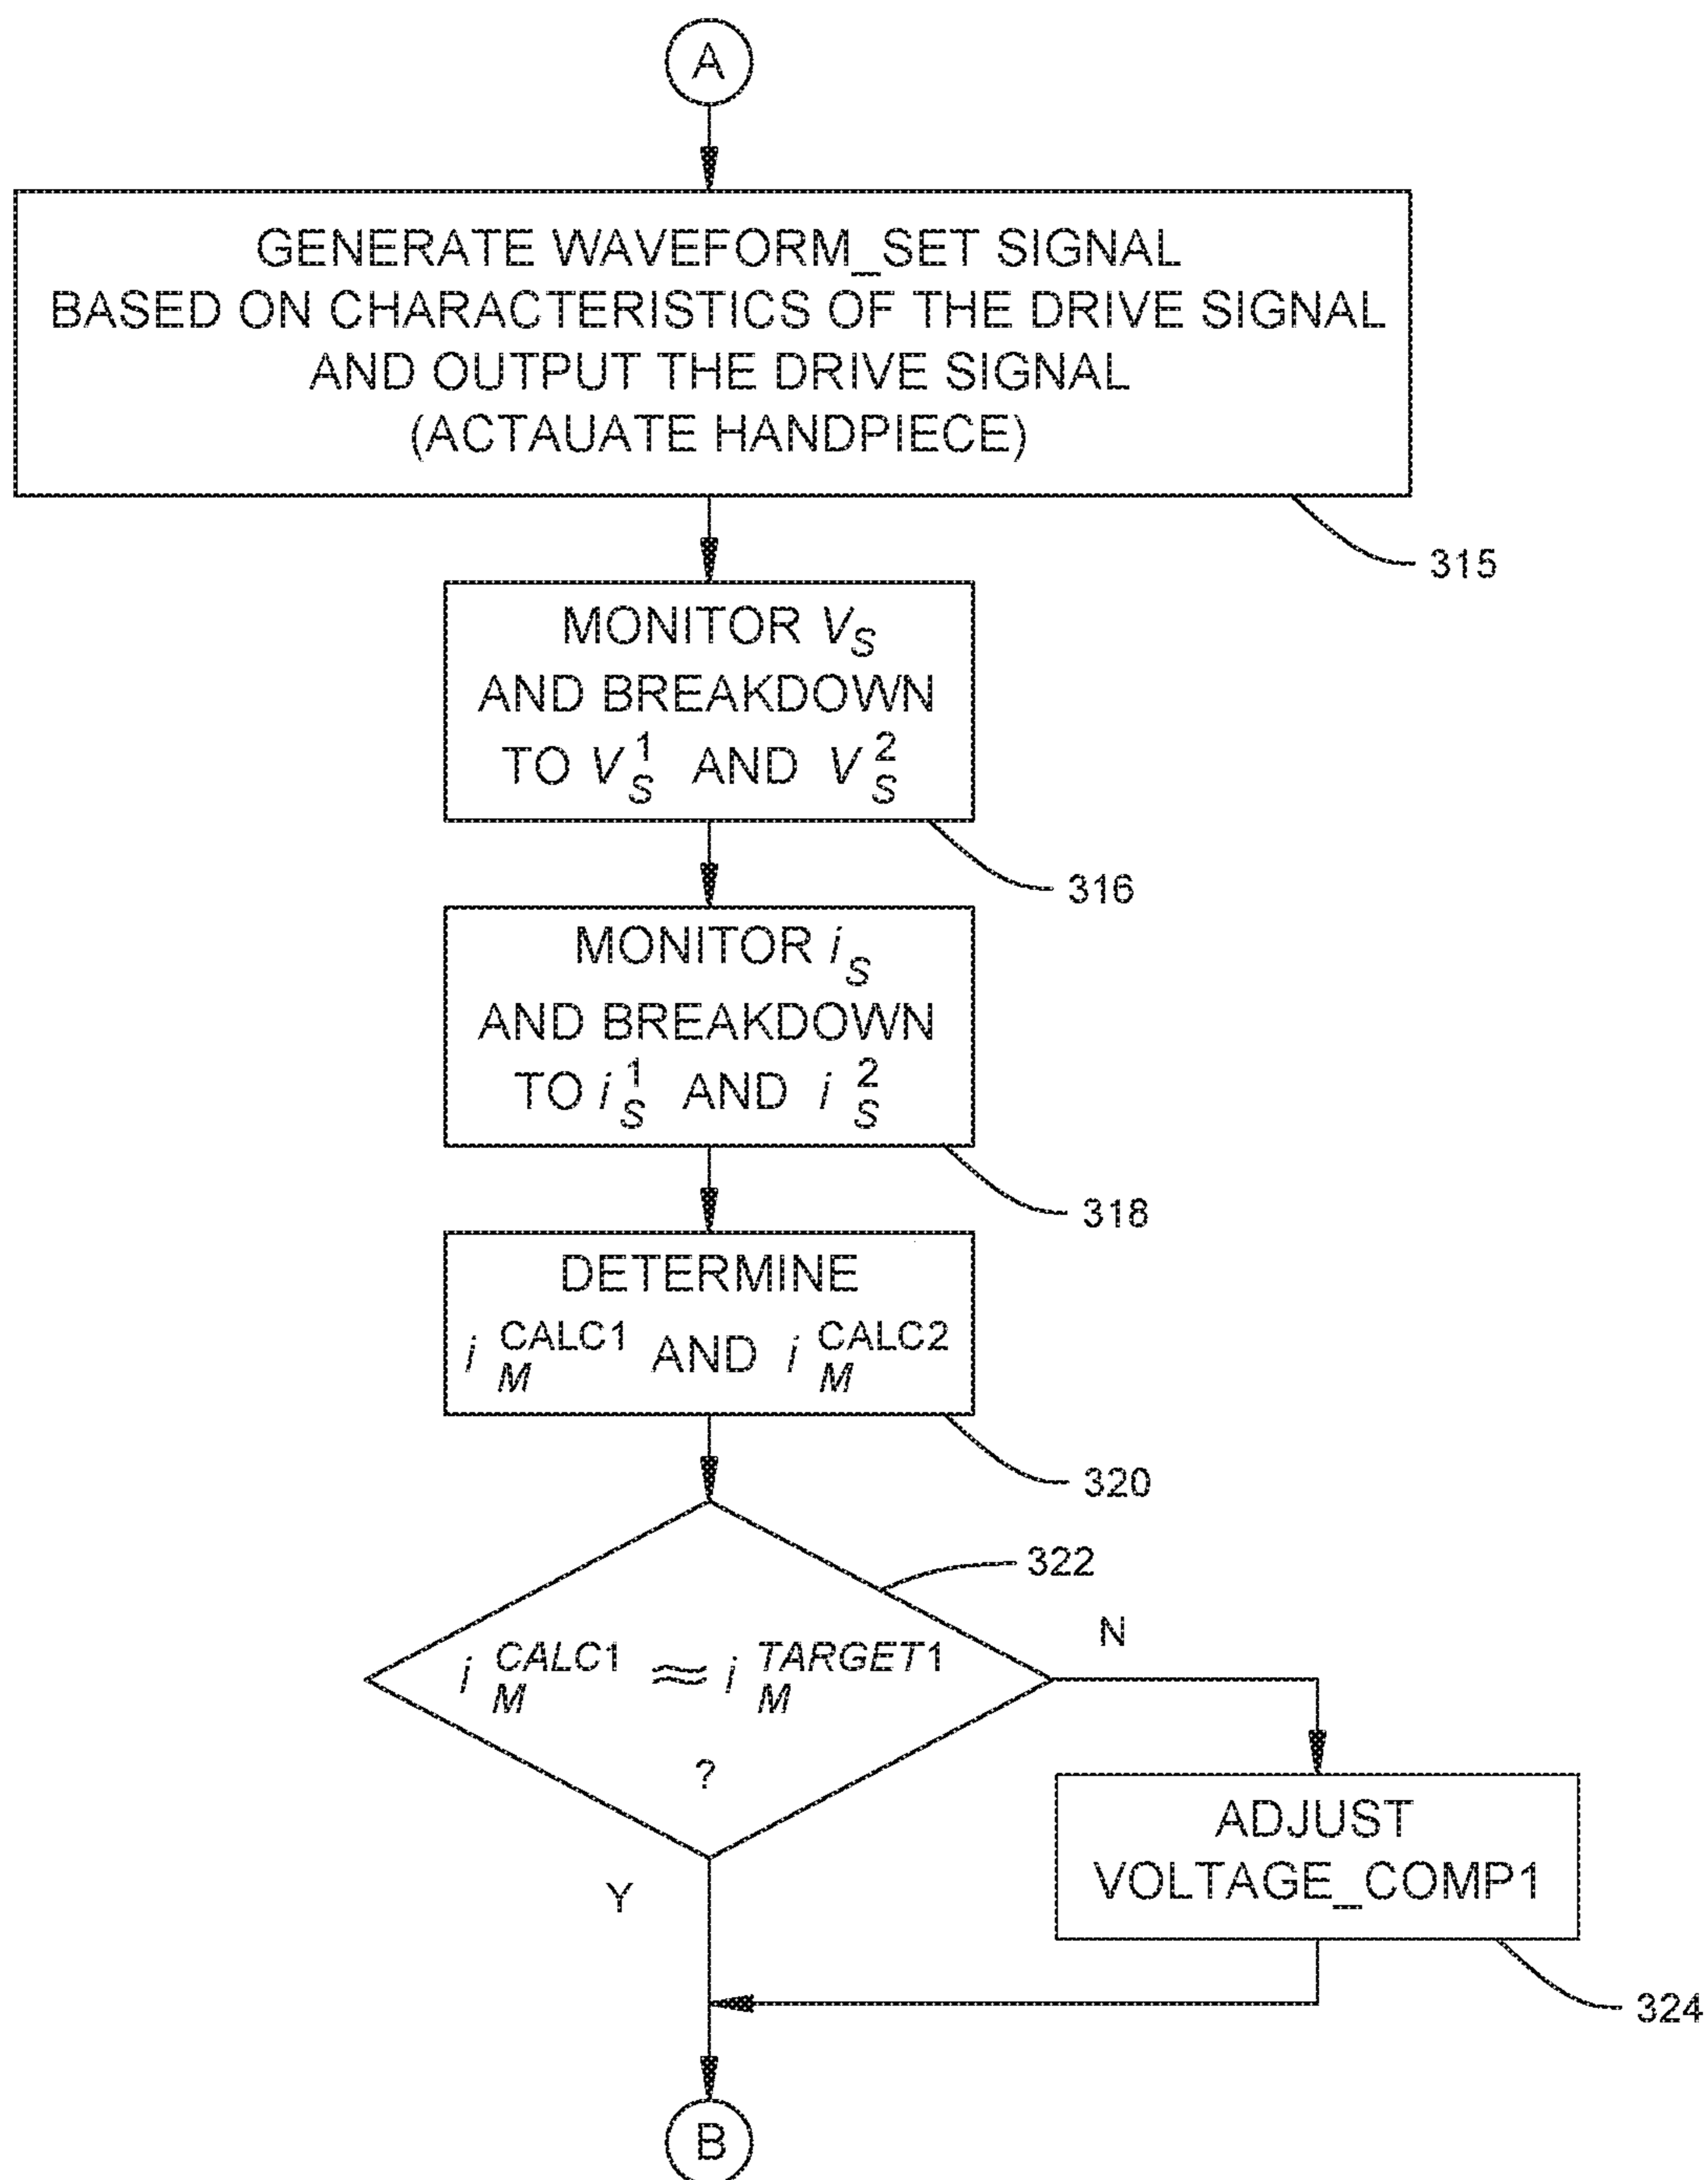 A
GENERATE WAVEFORM_SET SIGNAL
BASED ON CHARACTERISTICS OF THE DRIVE SIGNAL
AND OUTPUT THE DRIVE SIGNAL
(ACTAUATE HANDPIECE)
315
MONITOR V_S
AND BREAKDOWN
TO V_S^1 AND V_S^2
316
MONITOR i_S
AND BREAKDOWN
TO i_S^1 AND i_S^2
318
DETERMINE
i_M^CALC1 AND i_M^CALC2
320
322
i_M^CALC1 ≈ i_M^TARGET1
?
N
ADJUST
VOLTAGE_COMP1
324
Y
B